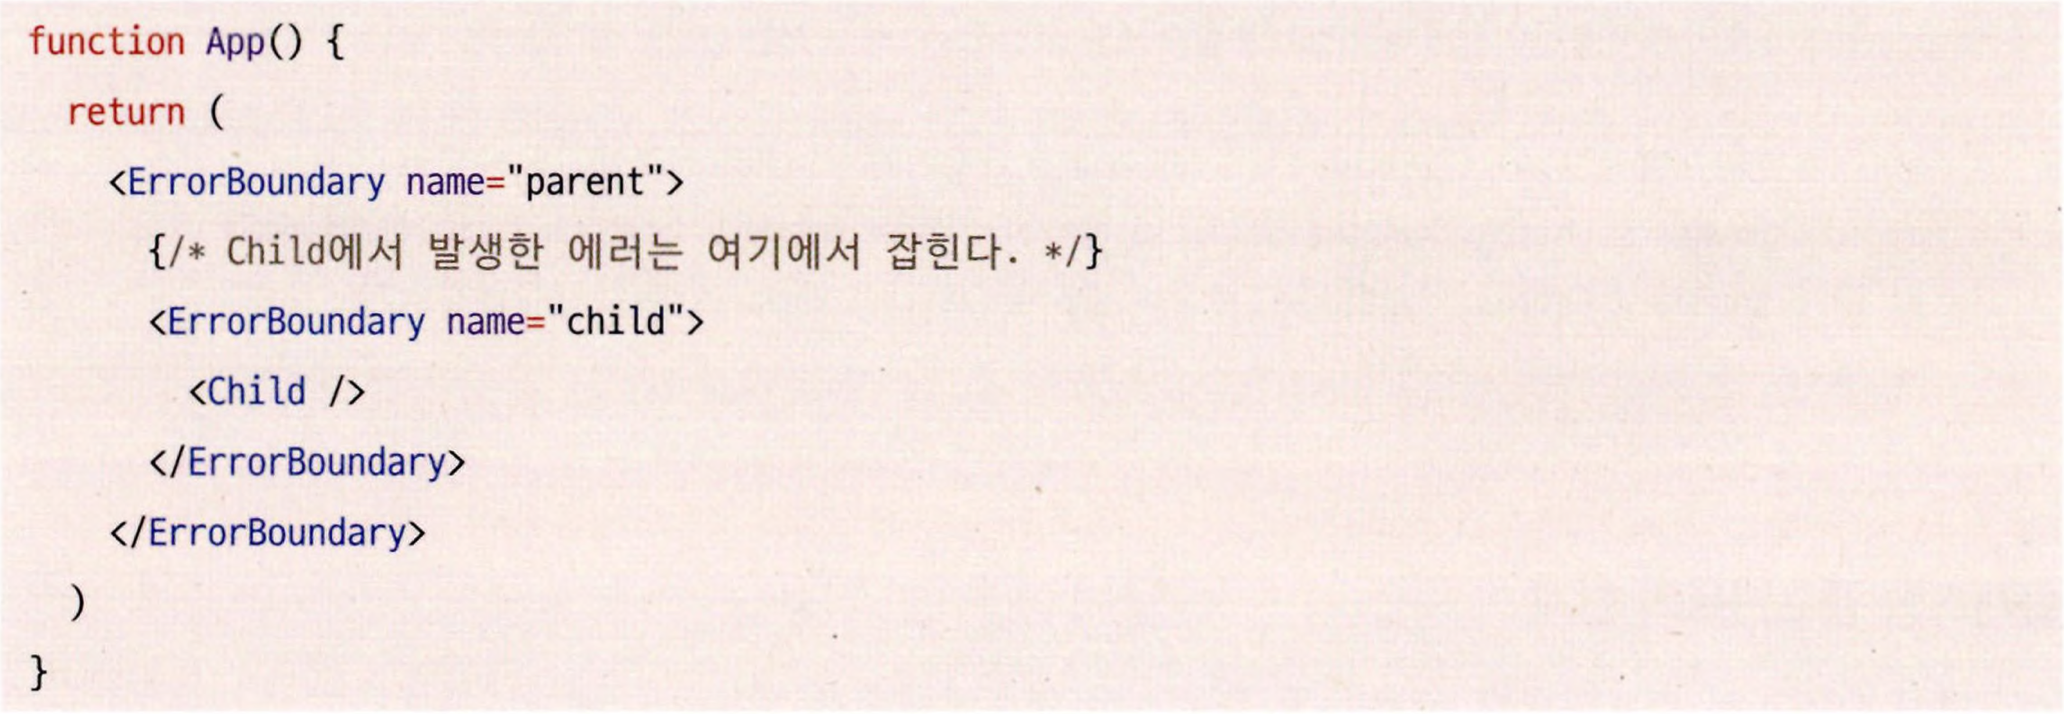 function App() {
return (
<ErrorBoundary name="parent">
{/* Child에서 발생한 에러는 여기에서 잡힌다. */}
<ErrorBoundary name="child">
<Child />
</ErrorBoundary>
</ErrorBoundary>
)
}